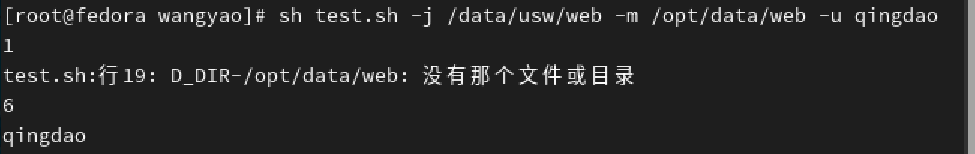 [root@fedora wangyao]# sh test.sh -j /data/usw/web -m /opt/data/web -u qingdao
1
test.sh:行19: D_DIR-/opt/data/web: 没有那个文件或目录
6
qingdao